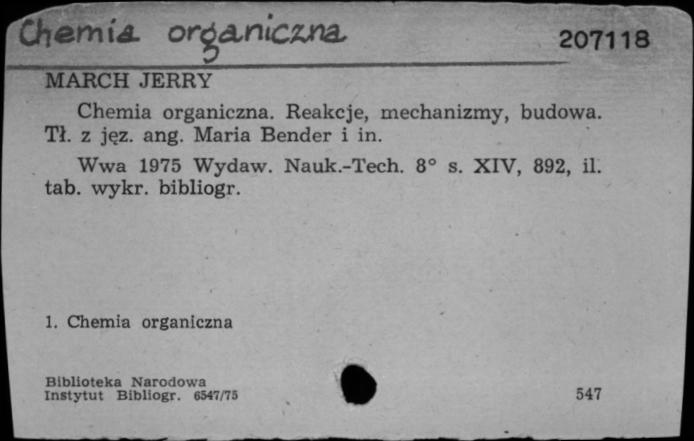 Chemia organiczna
207118
MARCH JERRY
Chemia organiczna. Reakcje, mechanizmy, budowa.
Tł. z jęz. ang. Maria Bender i in.
Wwa 1975 Wydaw. Nauk.-Tech. 8° s. XIV, 892, il.
tab. wykr. bibliogr.
1. Chemia organiczna
Biblioteka Narodowa
Instytut Bibliogr. 6547/75
547